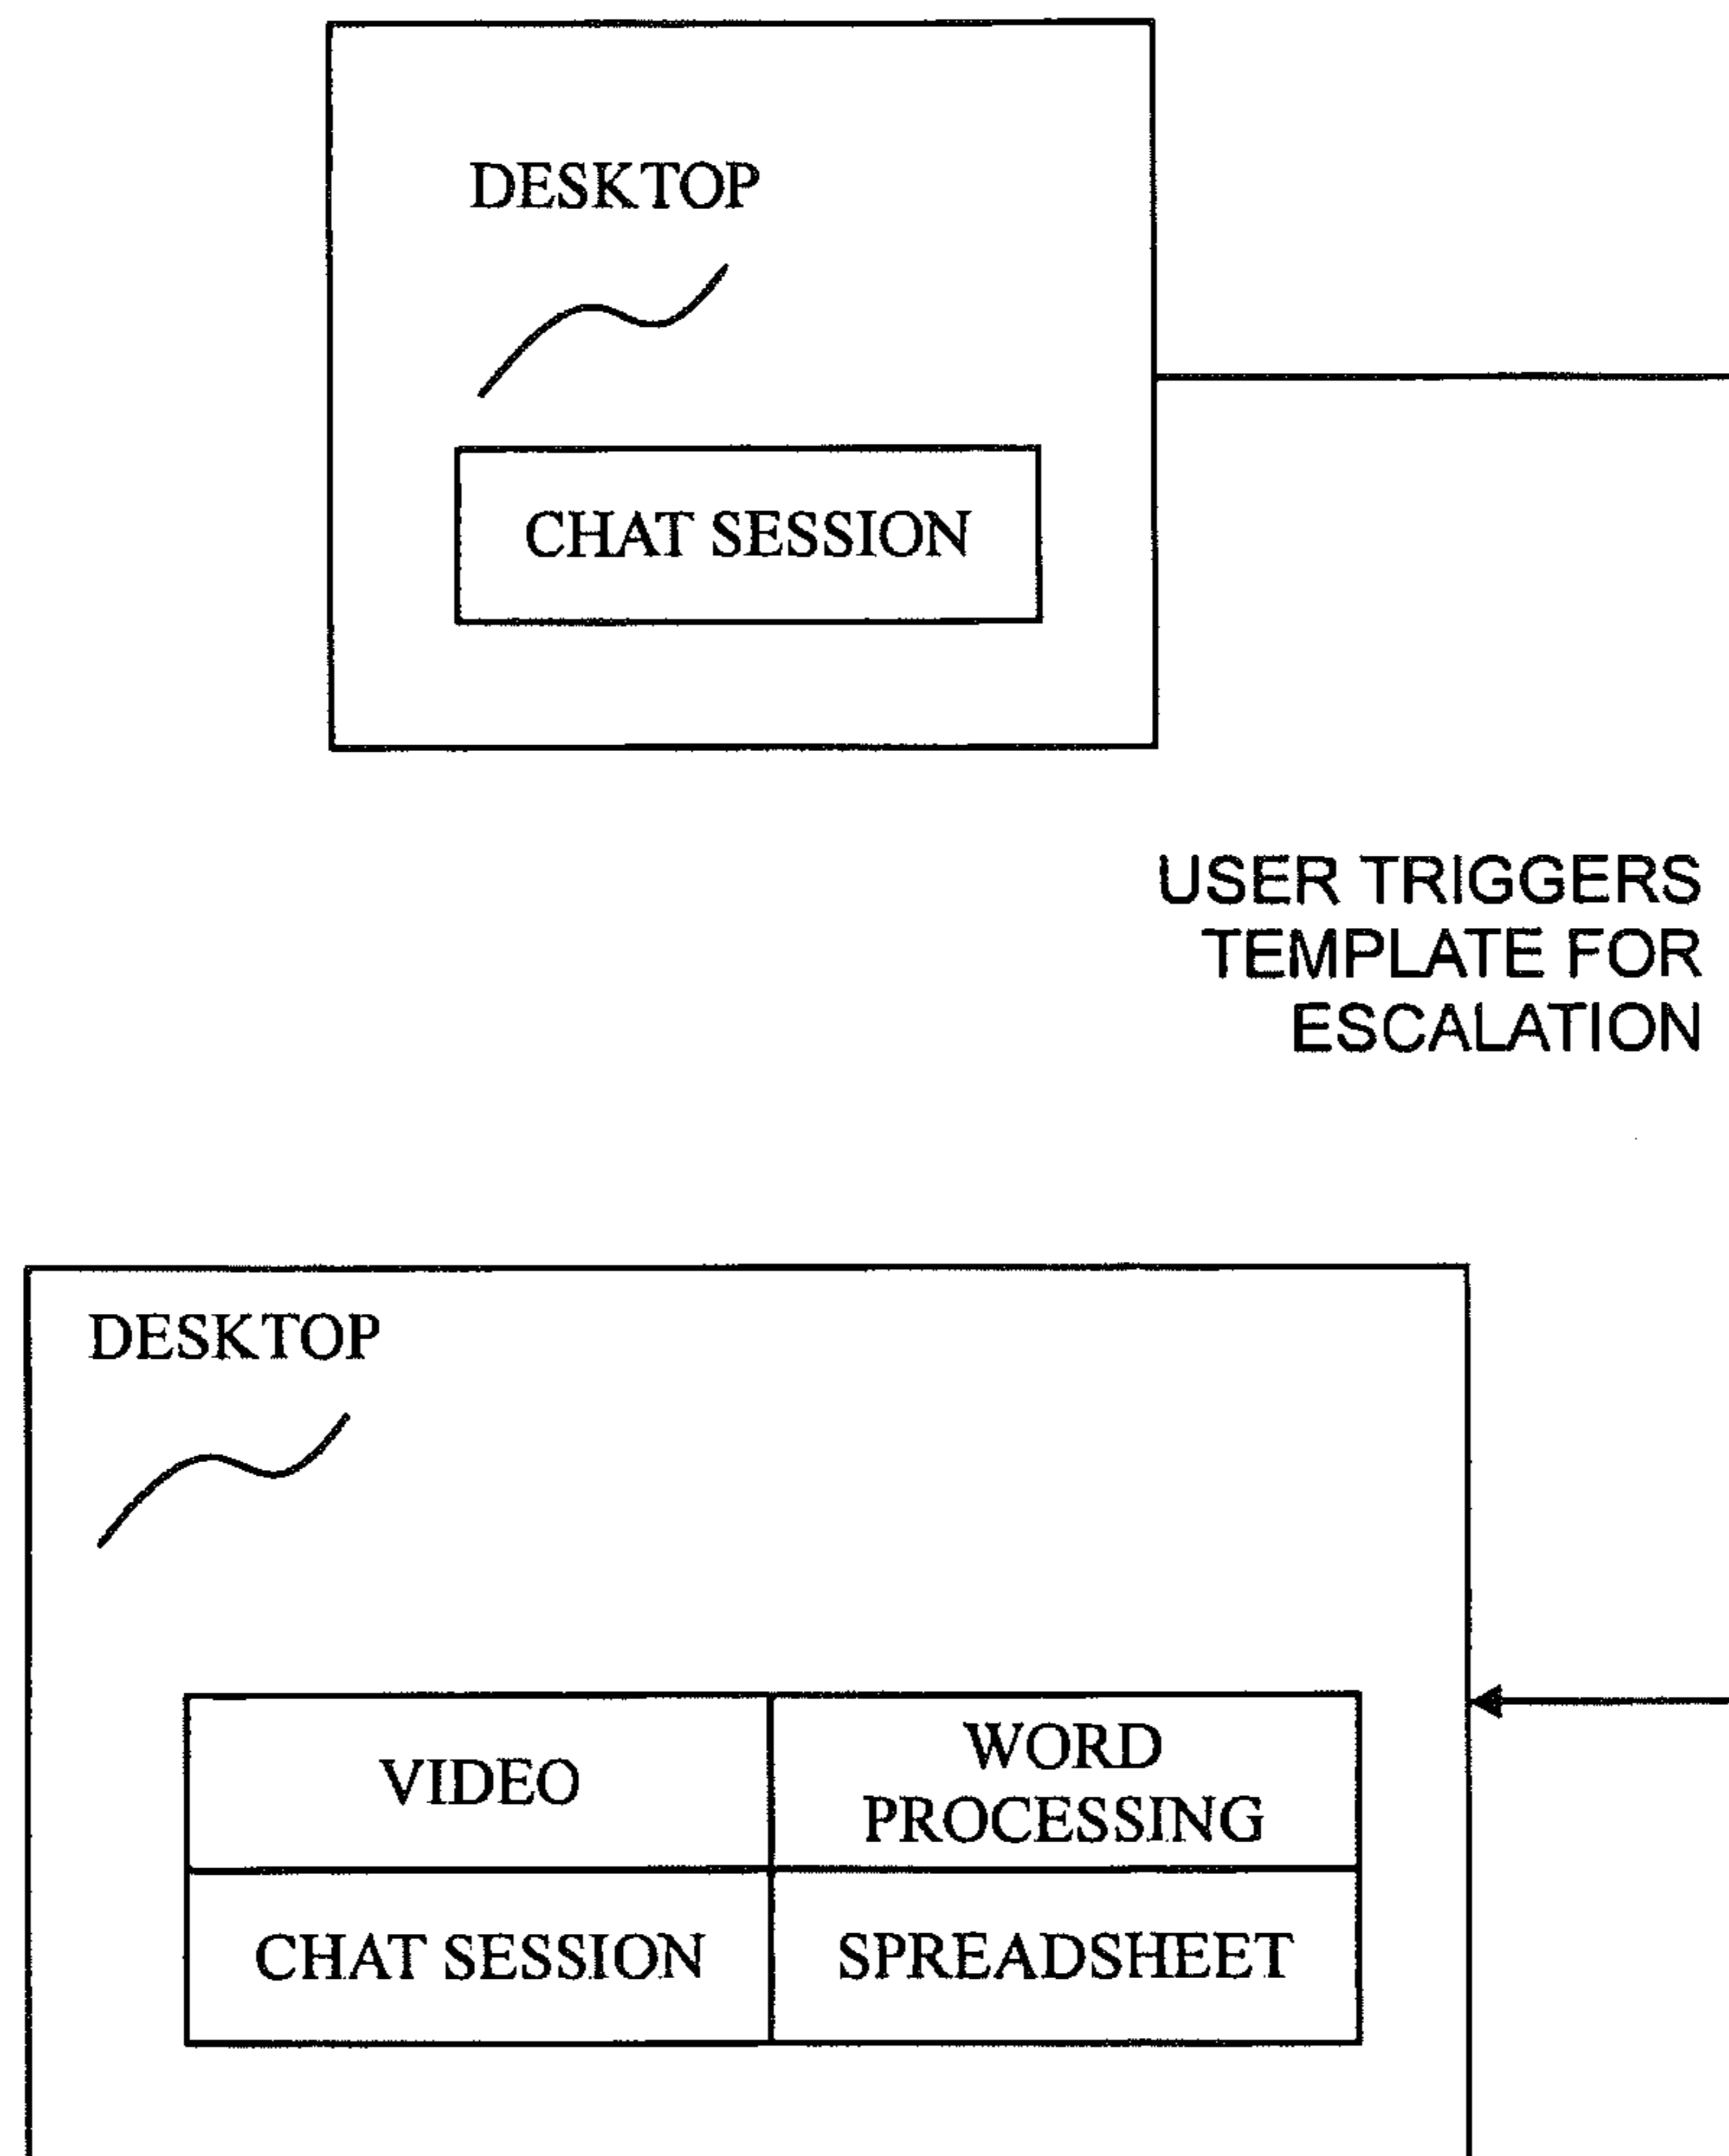 DESKTOP
CHAT SESSION
USER TRIGGERS
TEMPLATE FOR
ESCALATION
DESKTOP
VIDEO
WORD
PROCESSING
CHAT SESSION
SPREADSHEET